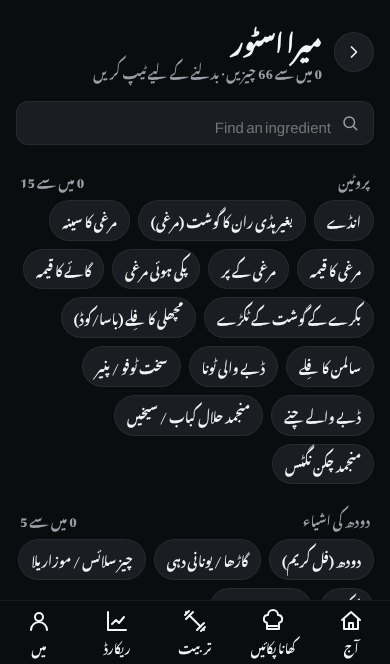 میرا اسٹور
0 میں سے 66 چیزیں · بدلنے کے لیے ٹیپ کریں
Find an ingredient
پروٹین
0 میں سے 15
انڈے
بغیر ہڈی ران کا گوشت (مرغی)
مرغی کا سینہ
مرغی کا قیمہ
مرغی کے پر
پکی ہوئی مرغی
گائے کا قیمہ
بکرے کے گوشت کے ٹکڑے
مچھلی کا فِلے (باسا/کوڈ)
سالمن کا فِلے
ڈبے والی ٹونا
سخت ٹوفو / پنیر
ڈبے والے چنے
منجمد حلال کباب / سیخیں
منجمد چکن نگٹس
دودھ کی اشیاء
0 میں سے 5
دودھ (فل کریم)
گاڑھا / یونانی دہی
چیز سلائس / موزاریلا
آج
کھانا پکائیں
تربیت
ریکارڈ
میں